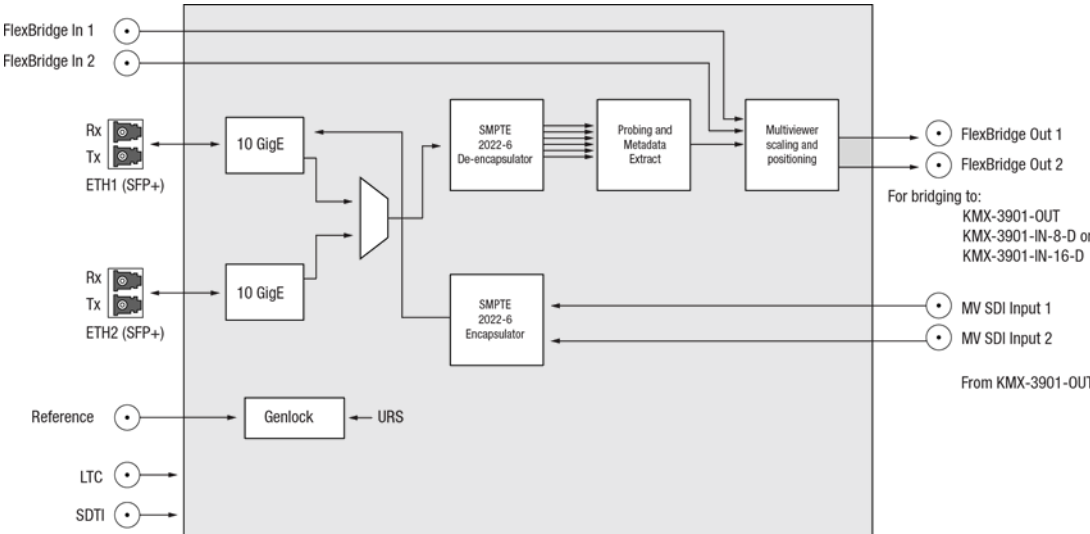 FlexBridge In 1
FlexBridge In 2
Rx
Tx
ETH1 (SFP+)
10 GigE
SMPTE
2022-6
De-encapsulator
Probing and
Metadata
Extract
Multiviewer
scaling and
positioning
FlexBridge Out 1
FlexBridge Out 2
For bridging to:
KMX-3901-OUT
KMX-3901-IN-8-D or
KMX-3901-IN-16-D
Rx
Tx
ETH2 (SFP+)
10 GigE
SMPTE
2022-6
Encapsulator
MV SDI Input 1
MV SDI Input 2
From KMX-3901-OUT
Reference
Genlock
URS
LTC
SDTI